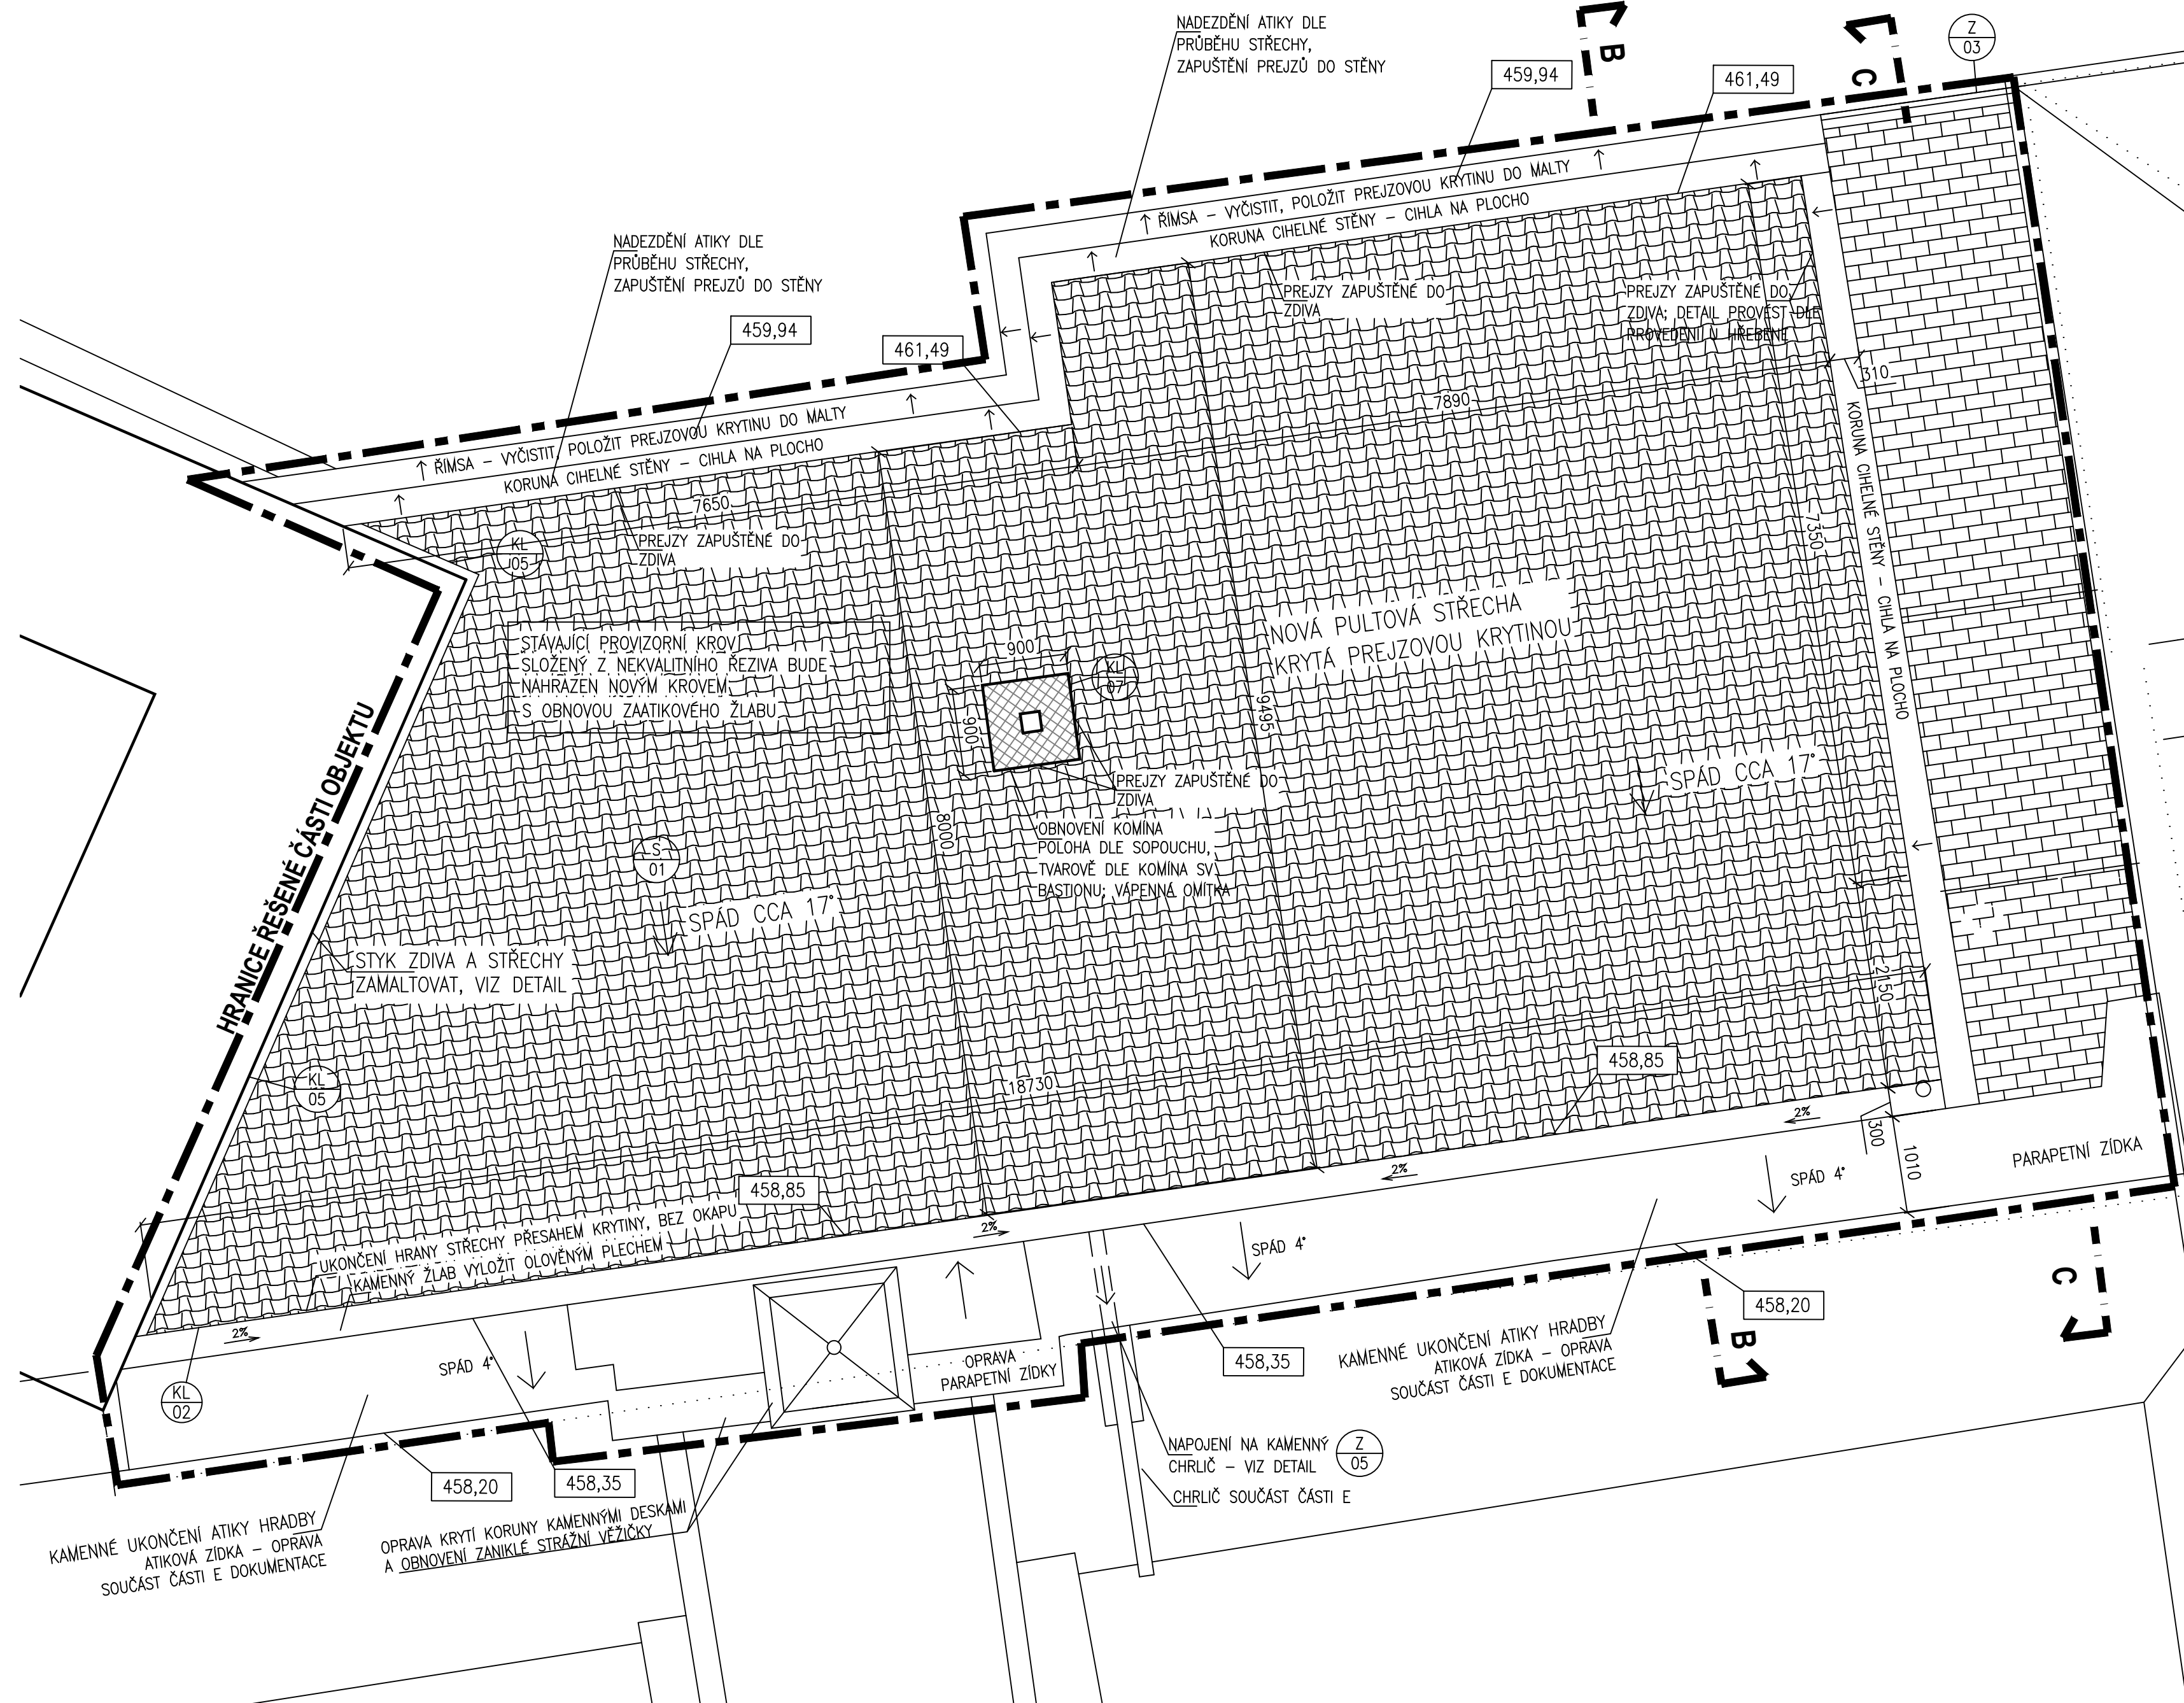 NADEZDĚNÍ ATIKY DLE
PRŮBĚHU STŘECHY,
ZAPUŠTĚNÍ PREJZŮ DO STĚNY
459,94
B
461,49
C
Z
03
NADEZDĚNÍ ATIKY DLE
PRŮBĚHU STŘECHY,
ZAPUŠTĚNÍ PREJZŮ DO STĚNY
459,94
461,49
ŘÍMSA – VYČISTIT, POLOŽIT PREJZOVOU KRYTINU DO MALTY
KORUNA CIHELNÉ STĚNY – CIHLA NA PLOCHO
PREJZY ZAPUŠTĚNÉ DO
ZDIVA
PREJZY ZAPUŠTĚNÉ DO
ZDIVA; DETAIL PROVÉST DLE
PROVEDENÍ U HŘEBENE
310
7890
ŘÍMSA – VYČISTIT, POLOŽIT PREJZOVOU KRYTINU DO MALTY
KORUNA CIHELNÉ STĚNY – CIHLA NA PLOCHO
7650
KL
05
PREJZY ZAPUŠTĚNÉ DO
ZDIVA
KORUNA CIHELNÉ STĚNY – CIHLA NA PLOCHO
7350
STÁVAJÍCÍ PROVIZORNÍ KROV
SLOŽENÝ Z NEKVALITNÍHO ŘEZIVA BUDE
NAHRAZEN NOVÝM KROVEM
S OBNOVOU ZAATIKOVÉHO ŽLABU
900
900
KL
07
NOVÁ PULTOVÁ STŘECHA
KRYTÁ PREJZOVOU KRYTINOU
9495
HRANICE ŘEŠENÉ ČÁSTI OBJEKTU
PREJZY ZAPUŠTĚNÉ DO
ZDIVA
SPÁD CCA 17°
8000
OBNOVENÍ KOMÍNA
POLOHA DLE SOPOUCHU,
TVAROVĚ DLE KOMÍNA SV.
BASTIONU; VÁPENNÁ OMÍTKA
S
01
SPÁD CCA 17°
STYK ZDIVA A STŘECHY
ZAMALTOVAT, VIZ DETAIL
2150
KL
05
18730
458,85
2%
300
1010
PARAPETNÍ ZÍDKA
458,85
2%
SPÁD 4°
UKONČENÍ HRANY STŘECHY PŘESAHEM KRYTINY, BEZ OKAPU
KAMENNÝ ŽLAB VYLOŽIT OLOVĚNÝM PLECHEM
2%
SPÁD 4°
2%
SPÁD 4°
C
458,20
B
KL
02
OPRAVA
PARAPETNÍ ZÍDKY
458,35
KAMENNÉ UKONČENÍ ATIKY HRADBY
ATIKOVÁ ZÍDKA – OPRAVA
SOUČÁST ČÁSTI E DOKUMENTACE
NAPOJENÍ NA KAMENNÝ
CHRLIČ – VIZ DETAIL
Z
05
CHRLIČ SOUČÁST ČÁSTI E
458,20
458,35
KAMENNÉ UKONČENÍ ATIKY HRADBY
ATIKOVÁ ZÍDKA – OPRAVA
SOUČÁST ČÁSTI E DOKUMENTACE
OPRAVA KRYTÍ KORUNY KAMENNÝMI DESKAMI
A OBNOVENÍ ZANIKLÉ STRÁŽNÍ VĚŽIČKY